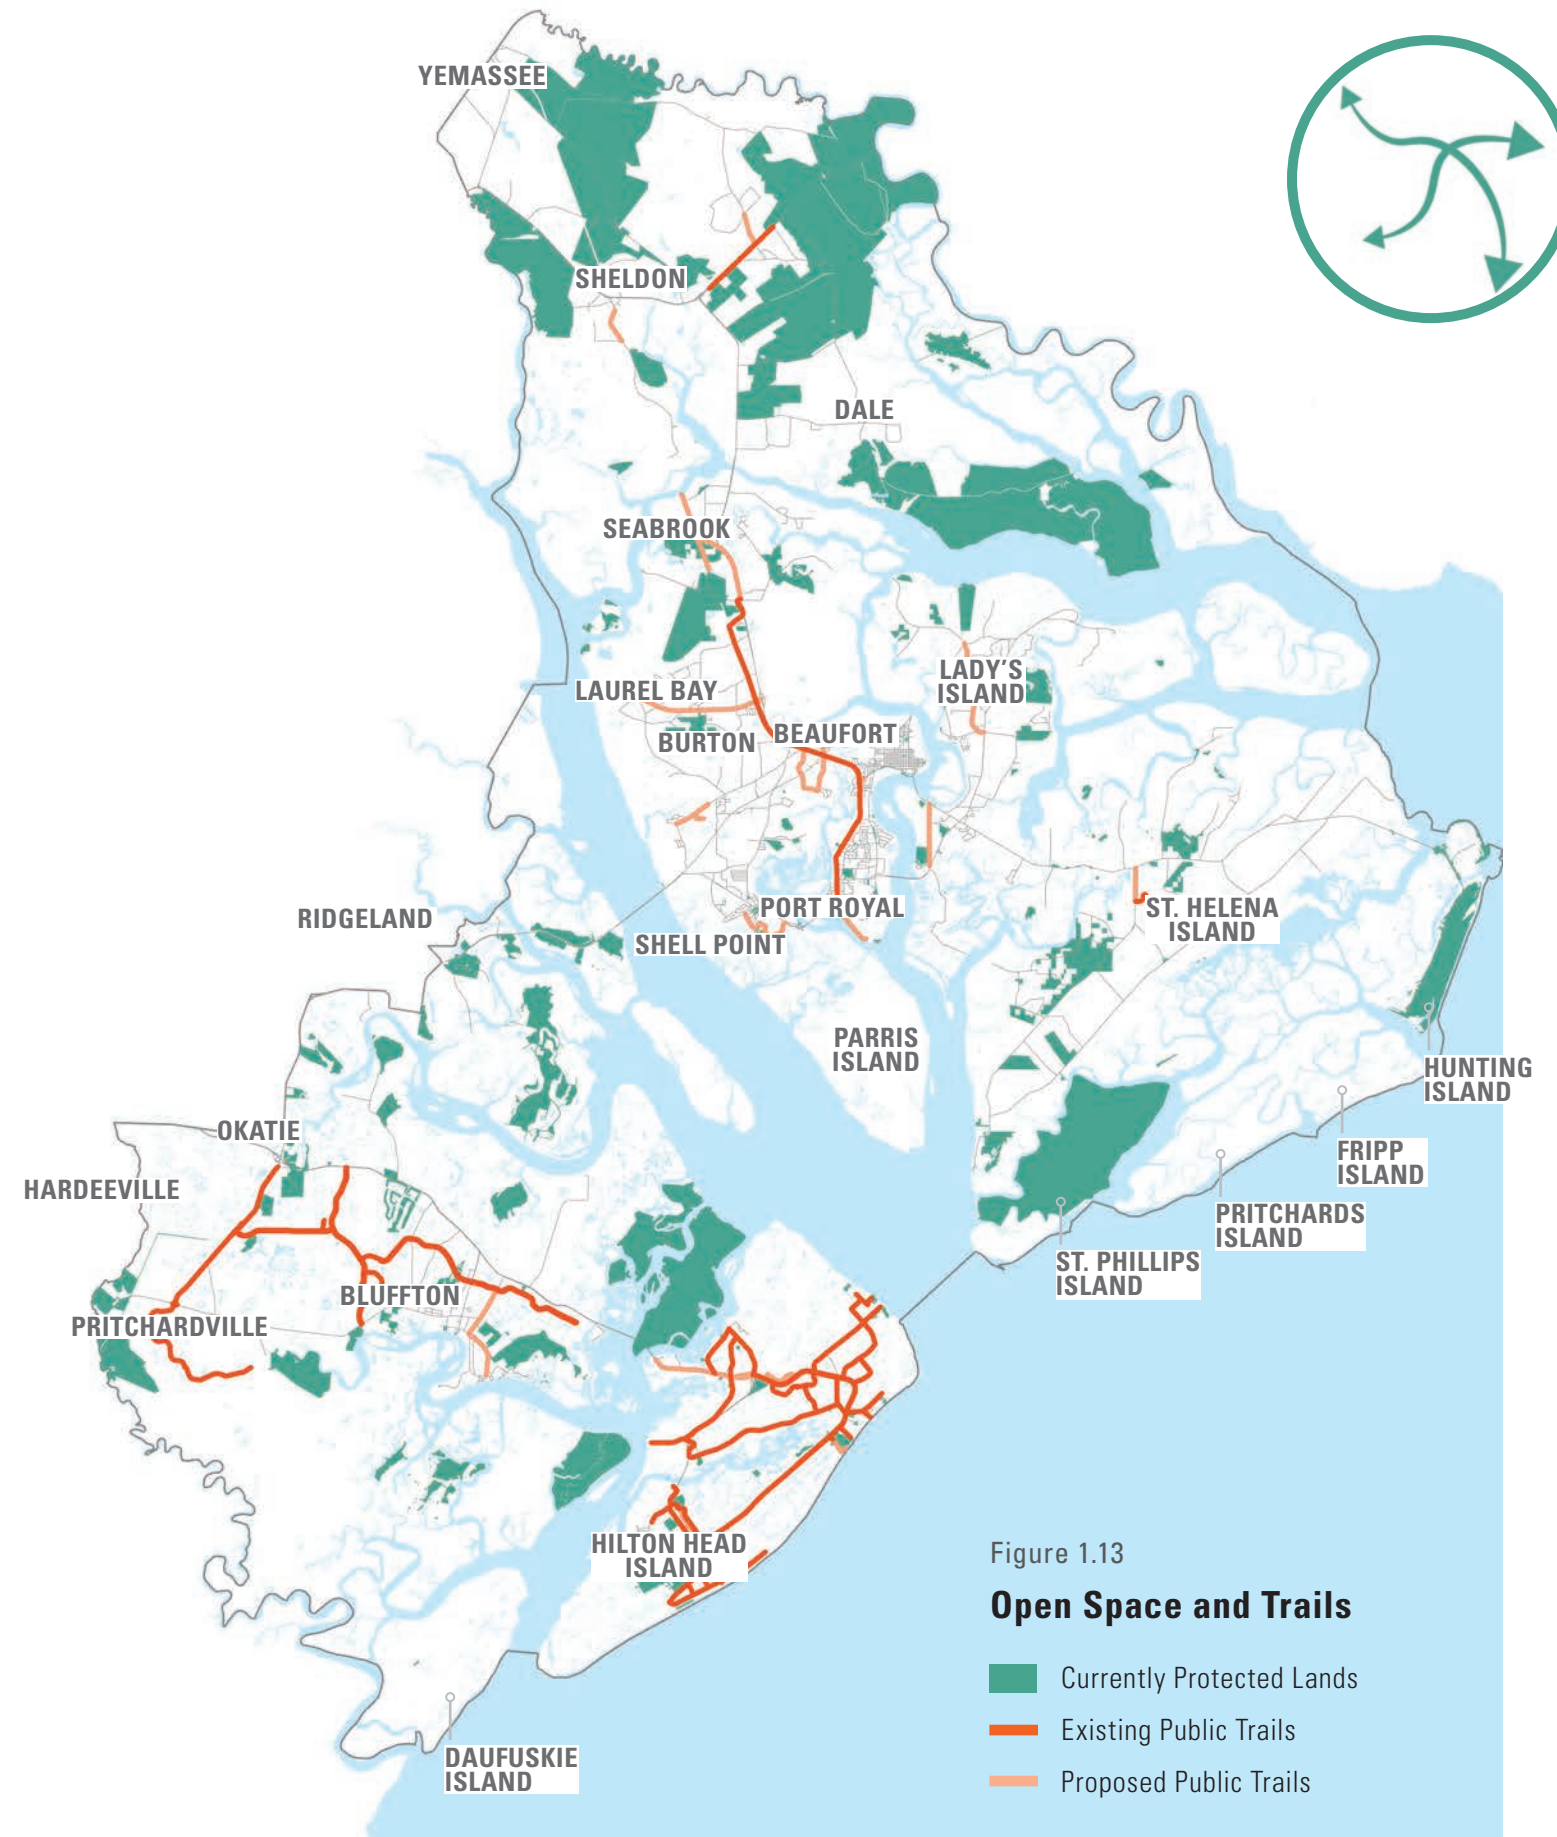 YEMASSEE
SHELDON
DALE
SEABROOK
LADY'S
ISLAND
LAUREL BAY
BURTON
BEAUFORT
RIDGELAND
PORT ROYAL
ST. HELENA
ISLAND
SHELL POINT
PARRIS
ISLAND
HUNTING
ISLAND
OKATIE
FRIPP
ISLAND
HARDEEVILLE
PRITCHARDS
ISLAND
ST. PHILLIPS
ISLAND
BLUFFTON
PRITCHARDVILLE
HILTON HEAD
ISLAND
DAUFUSKIE
ISLAND
Figure 1.13
Open Space and Trails
Currently Protected Lands
Existing Public Trails
Proposed Public Trails